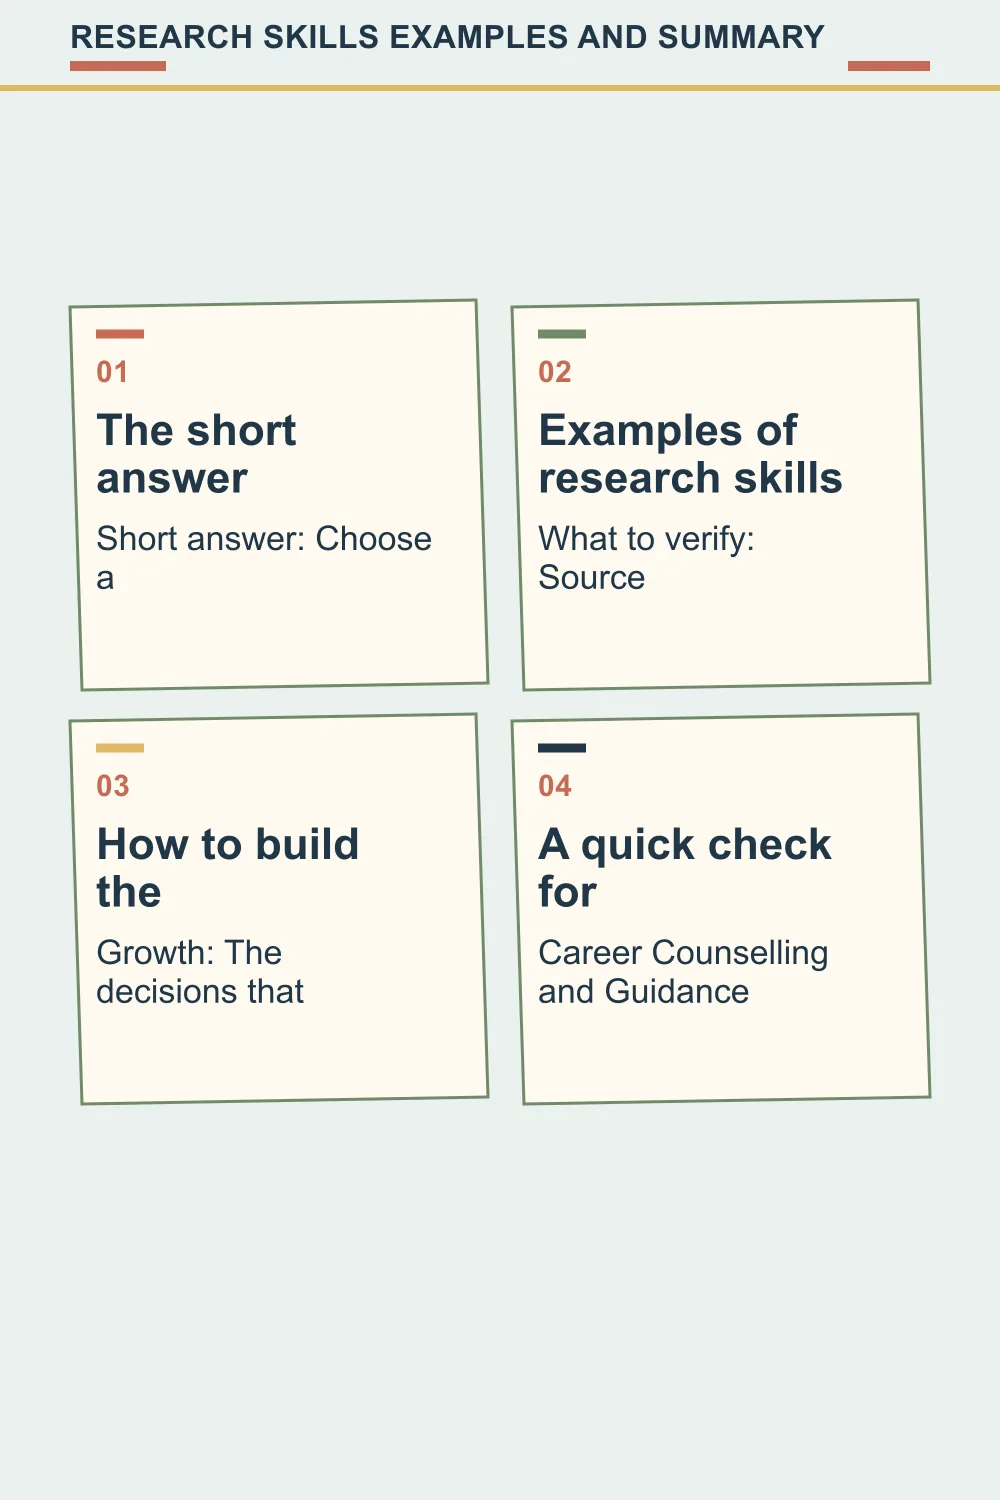 RESEARCH SKILLS EXAMPLES AND SUMMARY
01
The short
answer
Short answer: Choose
a
02
Examples of
research skills
What to verify:
Source
03
How to build
the
Growth: The
decisions that
04
A quick check
for
Career Counselling
and Guidance